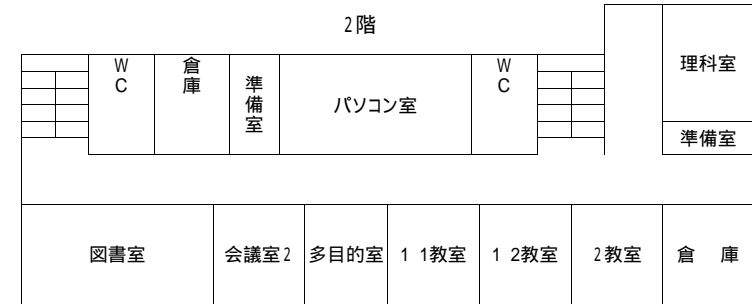 2階
WC
倉庫
準備室
パソコン室
WC
理科室
準備室
図書室
会議室2
多目的室
1 1教室
1 2教室
2教室
倉 庫